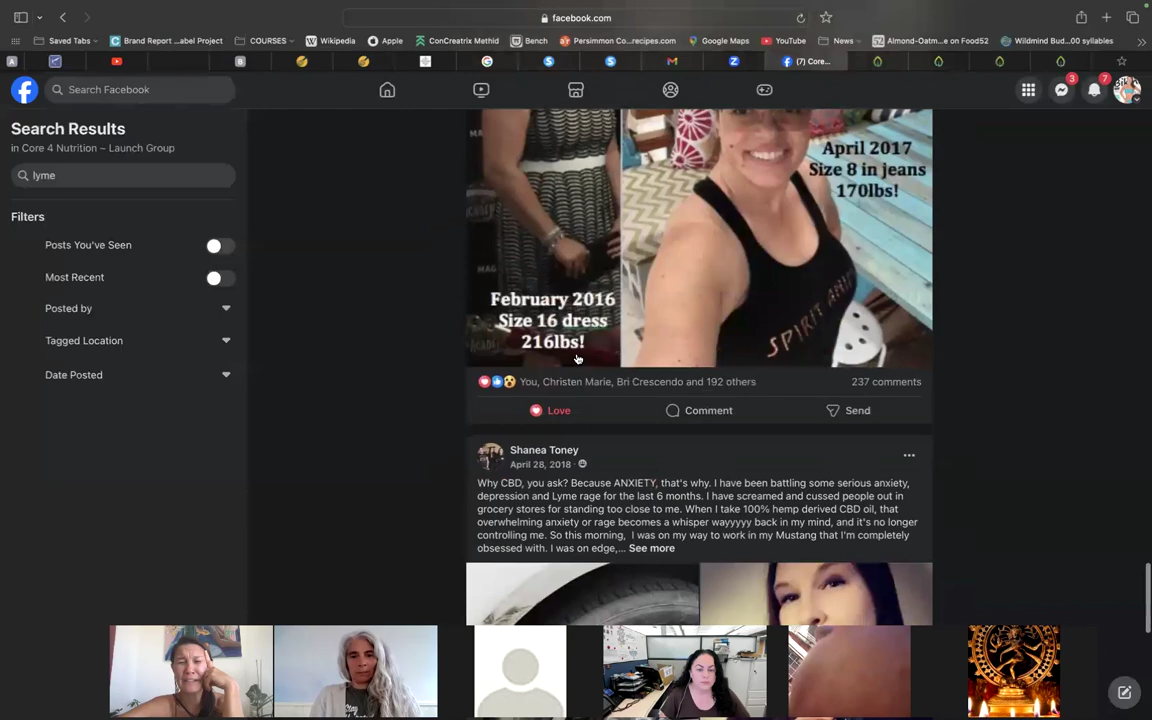 facebook.com
Saved Tabs
Brand Report ...abel Project
COURSES
Wikipedia
Apple
ConCreatrix Methid
Bench
Persimmon Co...recipes.com
Google Maps
YouTube
News
Almond-Oatm...e on Food52
Wildmind Bud...00 syllables
(7) Core...
Search Facebook
3
7
Search Results
in Core 4 Nutrition ~ Launch Group
lyme
Filters
Posts You've Seen
Most Recent
Posted by
Tagged Location
Date Posted
April 2017
Size 8 in jeans
170lbs!
February 2016
Size 16 dress
216lbs!
You, Christen Marie, Bri Crescendo and 192 others
237 comments
Love
Comment
Send
Shanea Toney
April 28, 2018
Why CBD, you ask? Because ANXIETY, that's why. I have been battling some serious anxiety,
depression and Lyme rage for the last 6 months. I have screamed and cussed people out in
grocery stores for standing too close to me. When I take 100% hemp derived CBD oil, that
overwhelming anxiety or rage becomes a whisper wayyyyy back in my mind, and it's no longer
controlling me. So this morning, I was on my way to work in my Mustang that I'm completely
obsessed with. I was on edge,... See more